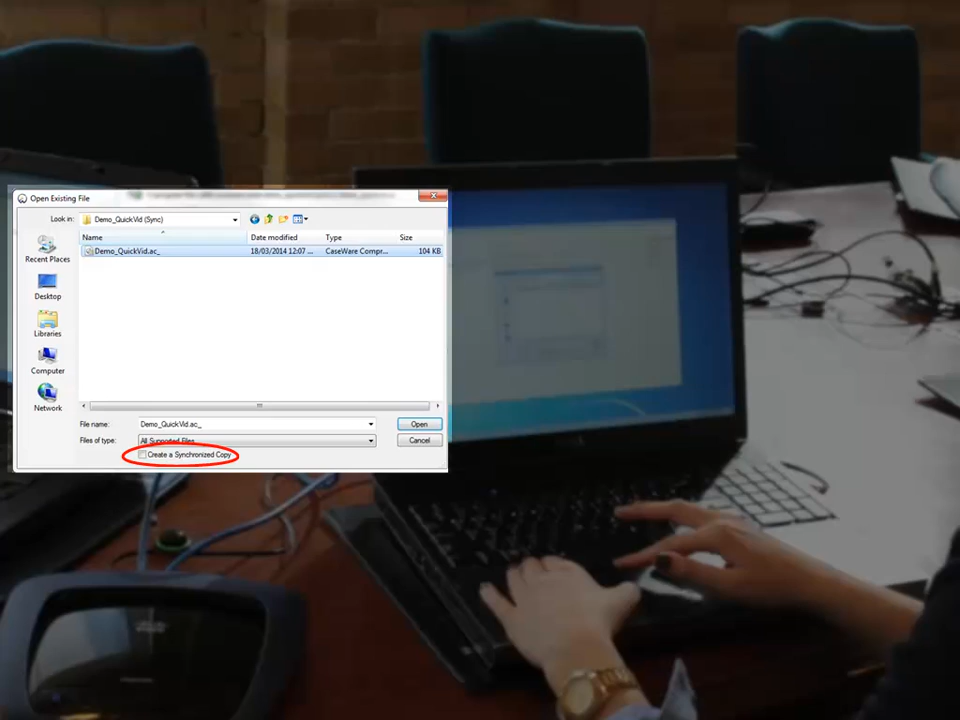 Open Existing File
Look in: Demo_QuickVid (Sync)
Name Date modified Type Size
Demo_QuickVid.ac_ 18/03/2014 12:07 ... CaseWare Compr... 104 KB
Recent Places
Desktop
Libraries
Computer
Network
File name: Demo_QuickVid.ac_ Open
Files of type: All Supported Files Cancel
Create a Synchronized Copy